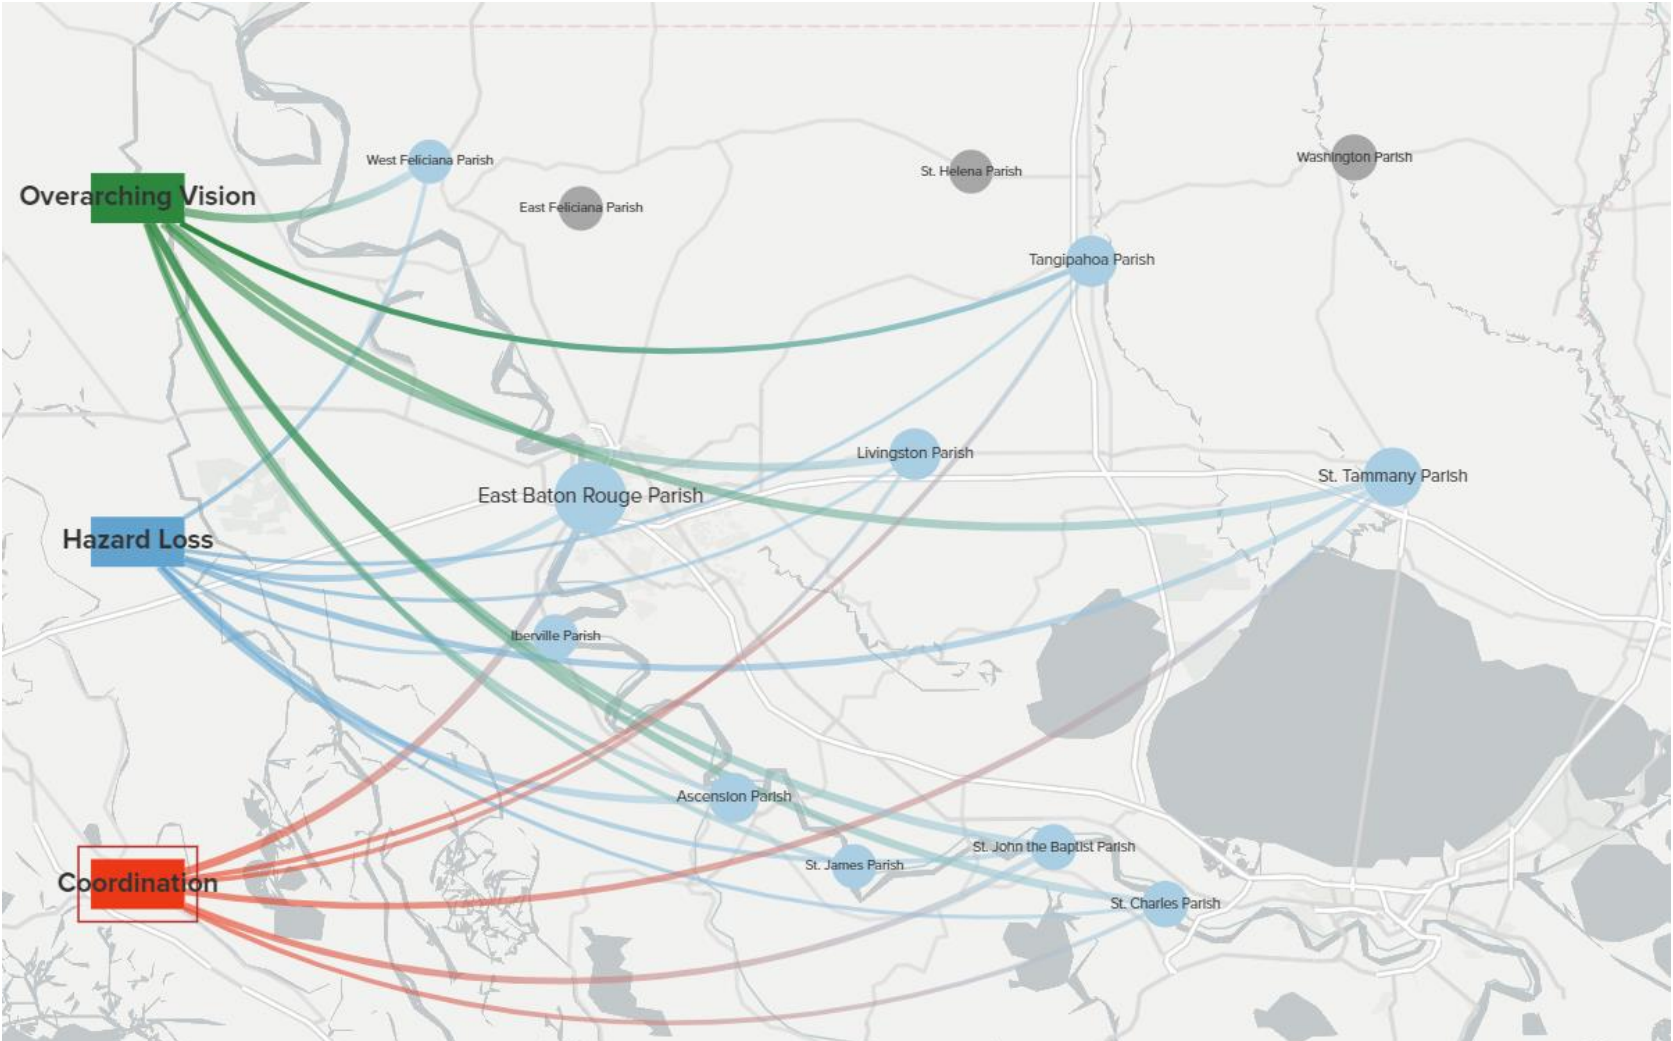 West Feliciana Parish
Washington Parish
St. Helena Parish
Overarching Vision
East Feliciana Parish
Tangipahoa Parish
Livingston Parish
St. Tammany Parish
East Baton Rouge Parish
Hazard Loss
Iberville Parish
Ascension Parish
St. John the Baptist Parish
St. James Parish
Coordination
St. Charles Parish